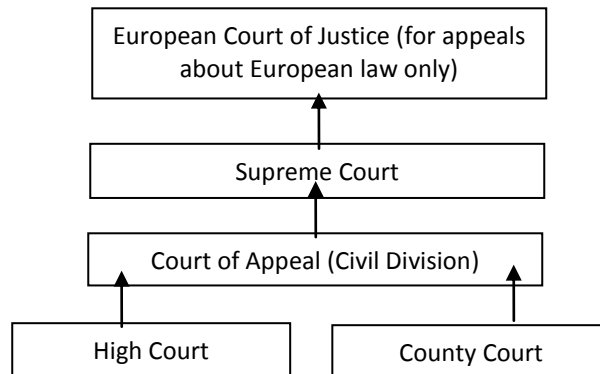 European Court of Justice (for appeals
about European law only)
Supreme Court
Court of Appeal (Civil Division)
High Court
County Court